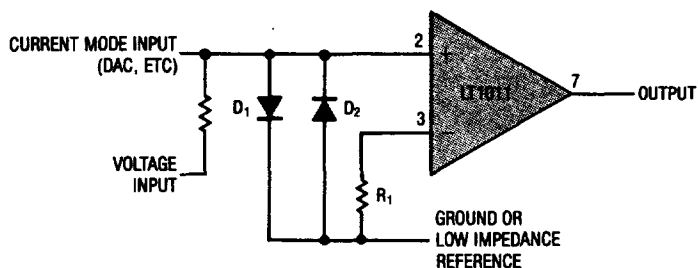 CURRENT MODE INPUT
(DAC, ETC)
VOLTAGE
INPUT
D₁
D₂
2
+
3
−
LT1011
7
OUTPUT
R₁
GROUND OR
LOW IMPEDANCE
REFERENCE